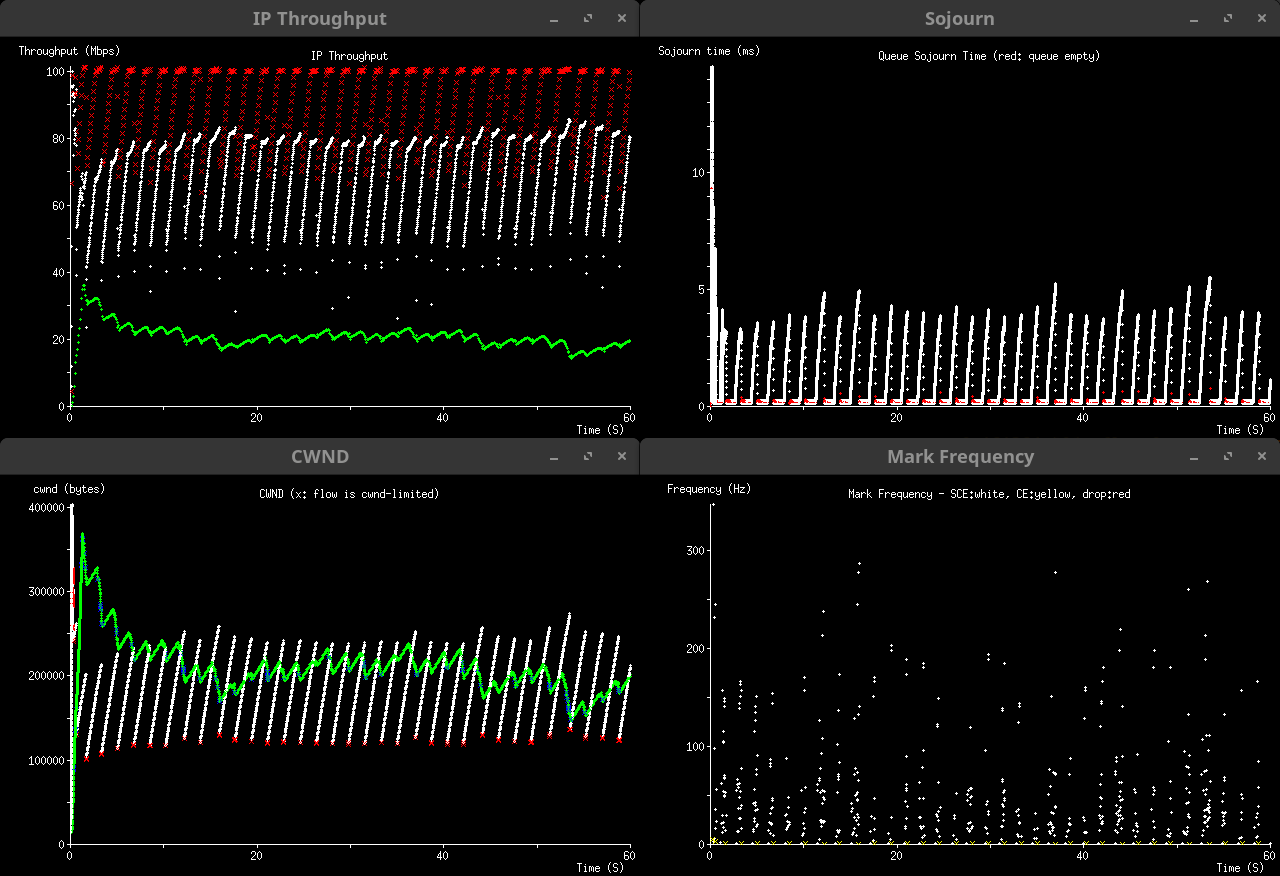 IP Throughput
Throughput (Mbps)
IP Throughput
100
80
60
40
20
0
0
20
40
60
Time (S)
Sojourn
Sojourn time (ms)
Queue Sojourn Time (red: queue empty)
10
5
0
0
20
40
60
Time (S)
CWND
cwnd (bytes)
CWND (x: flow is cwnd-limited)
400000
300000
200000
100000
0
0
20
40
60
Time (S)
Mark Frequency
Frequency (Hz)
Mark Frequency - SCE:white, CE:yellow, drop:red
300
200
100
0
0
20
40
60
Time (S)